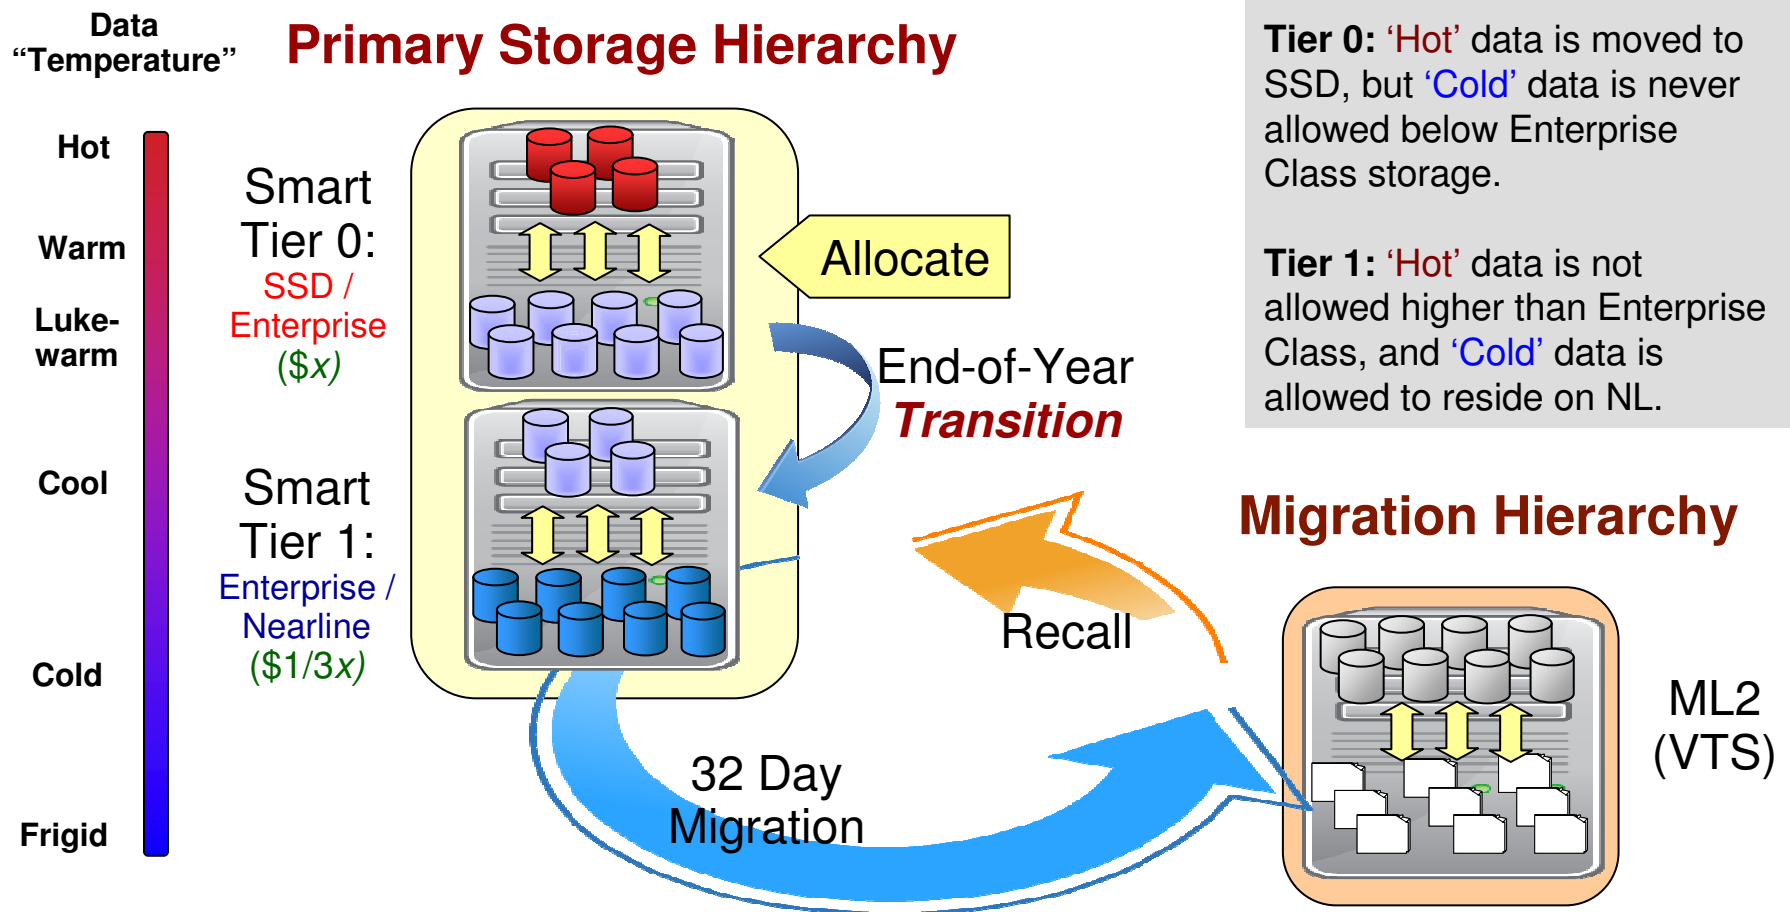 Data
“Temperature”
Primary Storage Hierarchy
Hot
Warm
Luke-
warm
Cool
Cold
Frigid
Smart
Tier 0:
SSD /
Enterprise
($x)
Smart
Tier 1:
Enterprise /
Nearline
($1/3x)
Allocate
End-of-Year
Transition
Recall
32 Day
Migration
Tier 0: ‘Hot’ data is moved to
SSD, but ‘Cold’ data is never
allowed below Enterprise
Class storage.
Tier 1: ‘Hot’ data is not
allowed higher than Enterprise
Class, and ‘Cold’ data is
allowed to reside on NL.
Migration Hierarchy
ML2
(VTS)